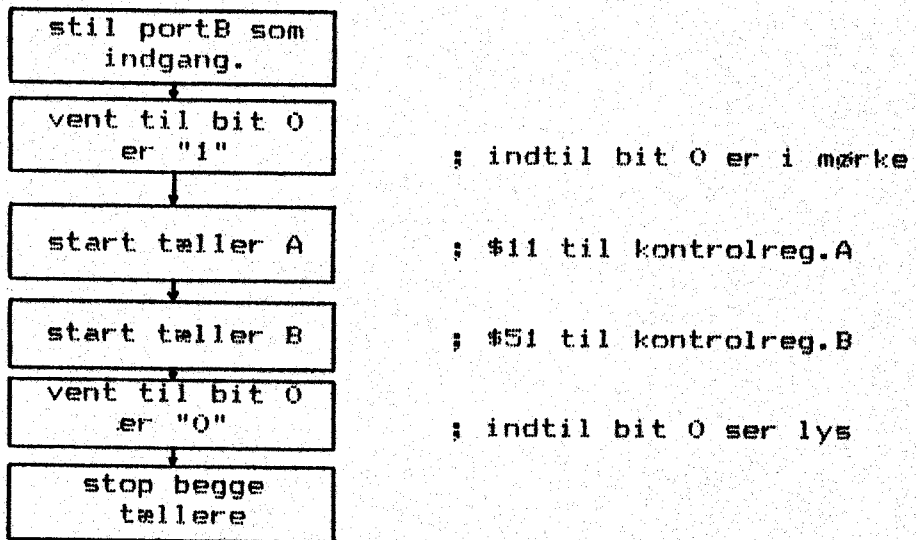 stil portB som
indgang.
vent til bit 0
er "1"
; indtil bit 0 er i mørke
start tæller A
; $11 til kontrolreg.A
start tæller B
; $51 til kontrolreg.B
vent til bit 0
er "0"
; indtil bit 0 ser lys
stop begge
tællere